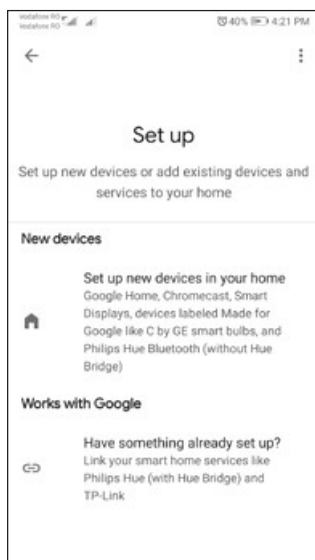 Vodafone RO
Vodafone RO
40% 4:21 PM
Set up
Set up new devices or add existing devices and
services to your home
New devices
Set up new devices in your home
Google Home, Chromecast, Smart
Displays, devices labeled Made for
Google like C by GE smart bulbs, and
Philips Hue Bluetooth (without Hue
Bridge)
Works with Google
Have something already set up?
Link your smart home services like
Philips Hue (with Hue Bridge) and
TP-Link